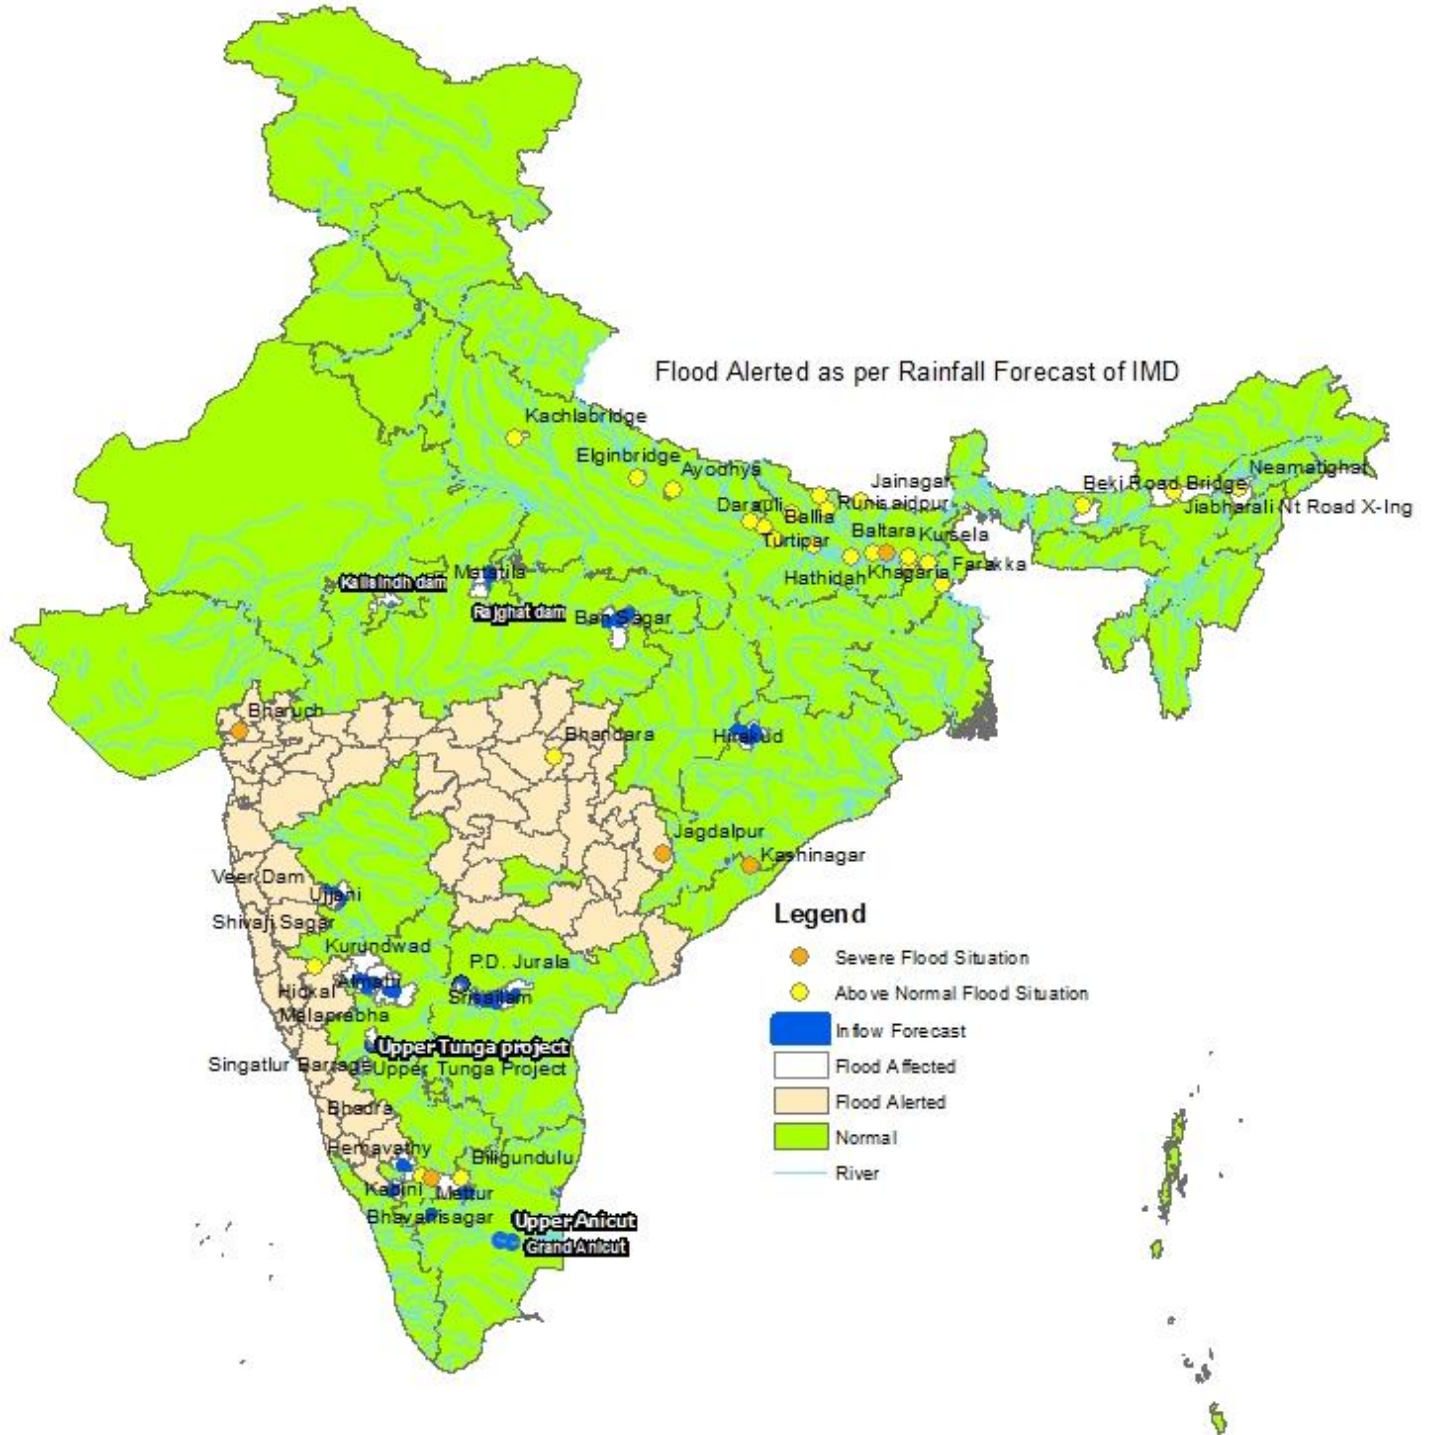 Flood Alerted as per Rainfall Forecast of IMD
Kachlabridge
Elginbridge
Ayodhys
Neamatighat
Jainagar
Beki Road Bridge
Darauli
Runisaidpur
Jiabharali Nt Road X-Ing
Ballia
Baltara
Kursela
Turtipar
Farakka
Matatila
Hathidah
Khagaria
Kalisindh dam
Rajghat dam
Ban Sagar
Bharuch
Bhandara
Hirakud
Jagdalpur
Kashinagar
Veer Dam
Ujjani
Shivaji Sagar
Kurundwad
P.D. Jurala
Almatti
Hidkal
Srisailam
Malaprabha
Upper Tunga project
Singatlur Barrage
Upper Tunga Project
Bhadra
Hemavathy
Biligundulu
Kabini
Mettur
Bhavanisagar
Upper Anicut
Grand Anicut
Legend
Severe Flood Situation
Above Normal Flood Situation
Inflow Forecast
Flood Affected
Flood Alerted
Normal
River